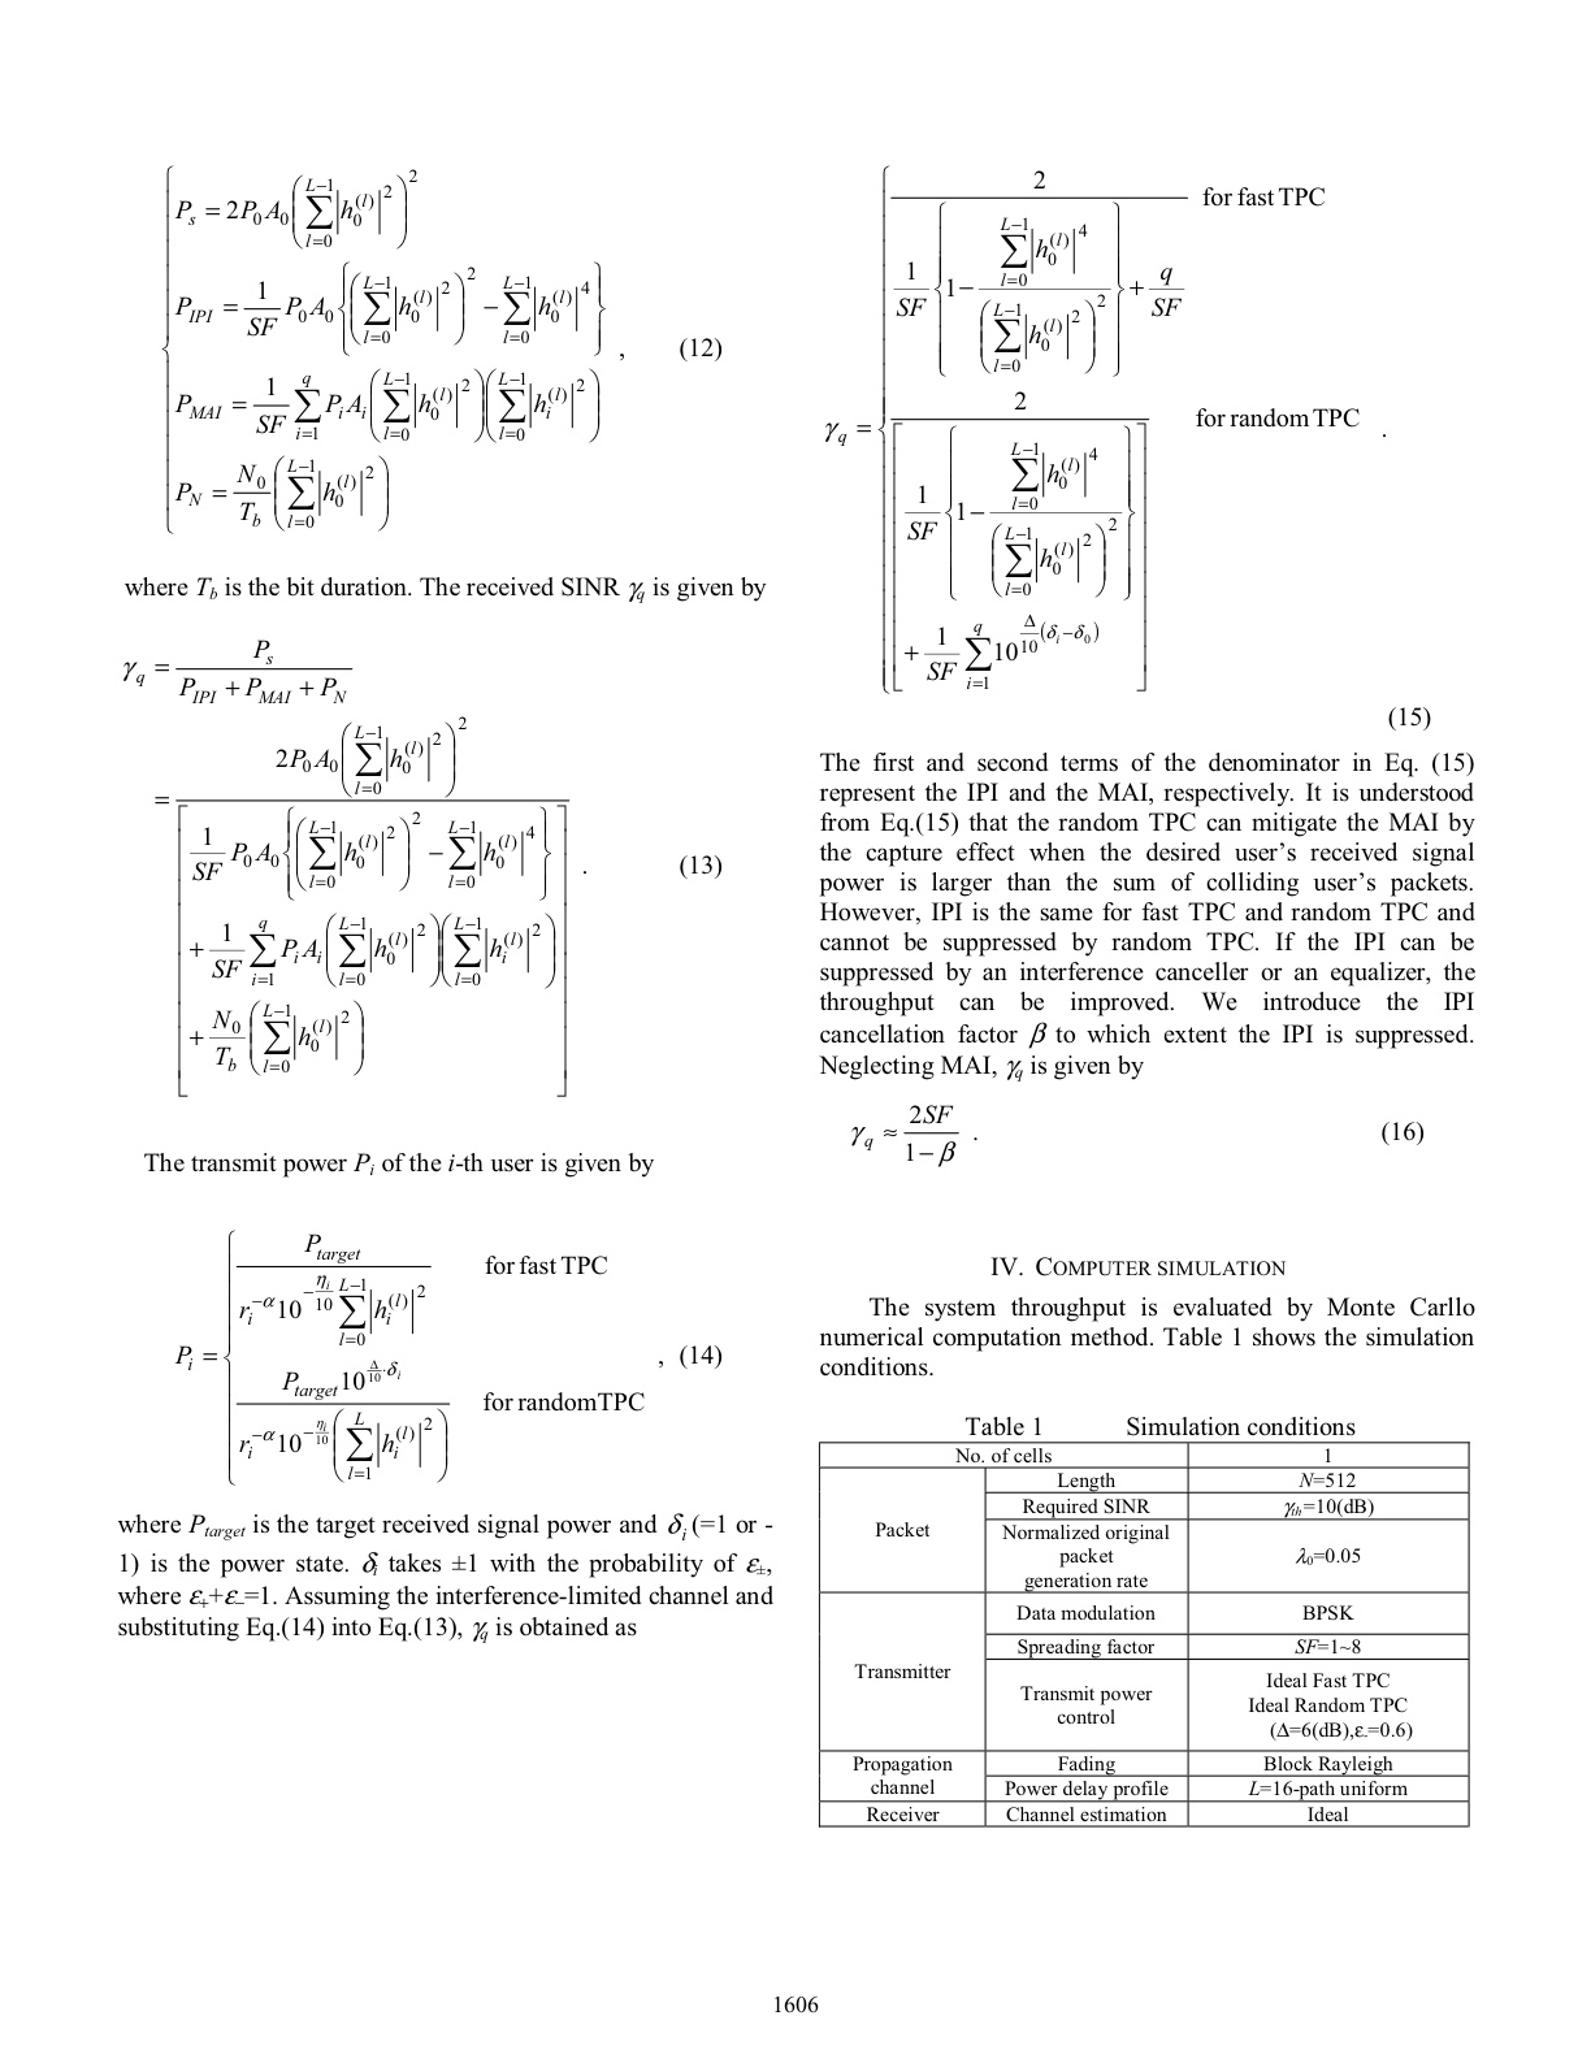 $$\begin{cases} P_s = 2P_0A_0\left(\sum_{l=0}^{L-1}\left|h_0^{(l)}\right|^2\right)^2 \\ P_{IPI} = \frac{1}{SF}P_0A_0\left\{\left(\sum_{l=0}^{L-1}\left|h_0^{(l)}\right|^2\right)^2 - \sum_{l=0}^{L-1}\left|h_0^{(l)}\right|^4\right\} \\ P_{MAI} = \frac{1}{SF}\sum_{i=1}^{q}P_iA_i\left(\sum_{l=0}^{L-1}\left|h_0^{(l)}\right|^2\right)\left(\sum_{l=0}^{L-1}\left|h_i^{(l)}\right|^2\right) \\ P_N = \frac{N_0}{T_b}\left(\sum_{l=0}^{L-1}\left|h_0^{(l)}\right|^2\right) \end{cases}, (12)$$
where $T_b$ is the bit duration. The received SINR $\gamma_q$ is given by
$$\gamma_q = \frac{P_s}{P_{IPI} + P_{MAI} + P_N}$$
$$= \frac{2P_0A_0\left(\sum_{l=0}^{L-1}\left|h_0^{(l)}\right|^2\right)^2}{\left[\begin{array}{l} \frac{1}{SF}P_0A_0\left\{\left(\sum_{l=0}^{L-1}\left|h_0^{(l)}\right|^2\right)^2 - \sum_{l=0}^{L-1}\left|h_0^{(l)}\right|^4\right\} \\ + \frac{1}{SF}\sum_{i=1}^{q}P_iA_i\left(\sum_{l=0}^{L-1}\left|h_0^{(l)}\right|^2\right)\left(\sum_{l=0}^{L-1}\left|h_i^{(l)}\right|^2\right) \\ + \frac{N_0}{T_b}\left(\sum_{l=0}^{L-1}\left|h_0^{(l)}\right|^2\right) \end{array}\right]}. (13)$$
The transmit power $P_i$ of the i-th user is given by
$$P_i = \begin{cases} \frac{P_{target}}{r_i^{-\alpha}10^{-\frac{\eta_i}{10}}\sum_{l=0}^{L-1}\left|h_i^{(l)}\right|^2} & \text{for fast TPC} \\ \frac{P_{target}10^{\frac{\Delta}{10}\cdot\delta_i}}{r_i^{-\alpha}10^{-\frac{\eta_i}{10}}\left(\sum_{l=1}^{L}\left|h_i^{(l)}\right|^2\right)} & \text{for randomTPC} \end{cases}, (14)$$
where $P_{target}$ is the target received signal power and $\delta_i$ (=1 or -
1) is the power state. $\delta_i$ takes ±1 with the probability of $\varepsilon_{\pm}$,
where $\varepsilon_+$+$\varepsilon_-$=1. Assuming the interference-limited channel and
substituting Eq.(14) into Eq.(13), $\gamma_q$ is obtained as
$$\gamma_q = \begin{cases} \frac{2}{\frac{1}{SF}\left\{1 - \frac{\sum_{l=0}^{L-1}\left|h_0^{(l)}\right|^4}{\left(\sum_{l=0}^{L-1}\left|h_0^{(l)}\right|^2\right)^2}\right\} + \frac{q}{SF}} & \text{for fast TPC} \\ \frac{2}{\left[\begin{array}{l} \frac{1}{SF}\left\{1 - \frac{\sum_{l=0}^{L-1}\left|h_0^{(l)}\right|^4}{\left(\sum_{l=0}^{L-1}\left|h_0^{(l)}\right|^2\right)^2}\right\} \\ + \frac{1}{SF}\sum_{i=1}^{q}10^{\frac{\Delta}{10}(\delta_i - \delta_0)} \end{array}\right]} & \text{for random TPC} \end{cases}.$$
(15)
The first and second terms of the denominator in Eq. (15)
represent the IPI and the MAI, respectively. It is understood
from Eq.(15) that the random TPC can mitigate the MAI by
the capture effect when the desired user's received signal
power is larger than the sum of colliding user's packets.
However, IPI is the same for fast TPC and random TPC and
cannot be suppressed by random TPC. If the IPI can be
suppressed by an interference canceller or an equalizer, the
throughput can be improved. We introduce the IPI
cancellation factor $\beta$ to which extent the IPI is suppressed.
Neglecting MAI, $\gamma_q$ is given by
$$\gamma_q \approx \frac{2SF}{1-\beta}. (16)$$
IV. COMPUTER SIMULATION
The system throughput is evaluated by Monte Carllo
numerical computation method. Table 1 shows the simulation
conditions.
Table 1 Simulation conditions
No. of cells 1
Packet
Length N=512
Required SINR $\gamma_{th}$=10(dB)
Normalized original
packet
generation rate
$\lambda_0$=0.05
Transmitter
Data modulation BPSK
Spreading factor SF=1~8
Transmit power
control
Ideal Fast TPC
Ideal Random TPC
(Δ=6(dB),ε-=0.6)
Propagation
channel
Fading Block Rayleigh
Power delay profile L=16-path uniform
Receiver Channel estimation Ideal
1606